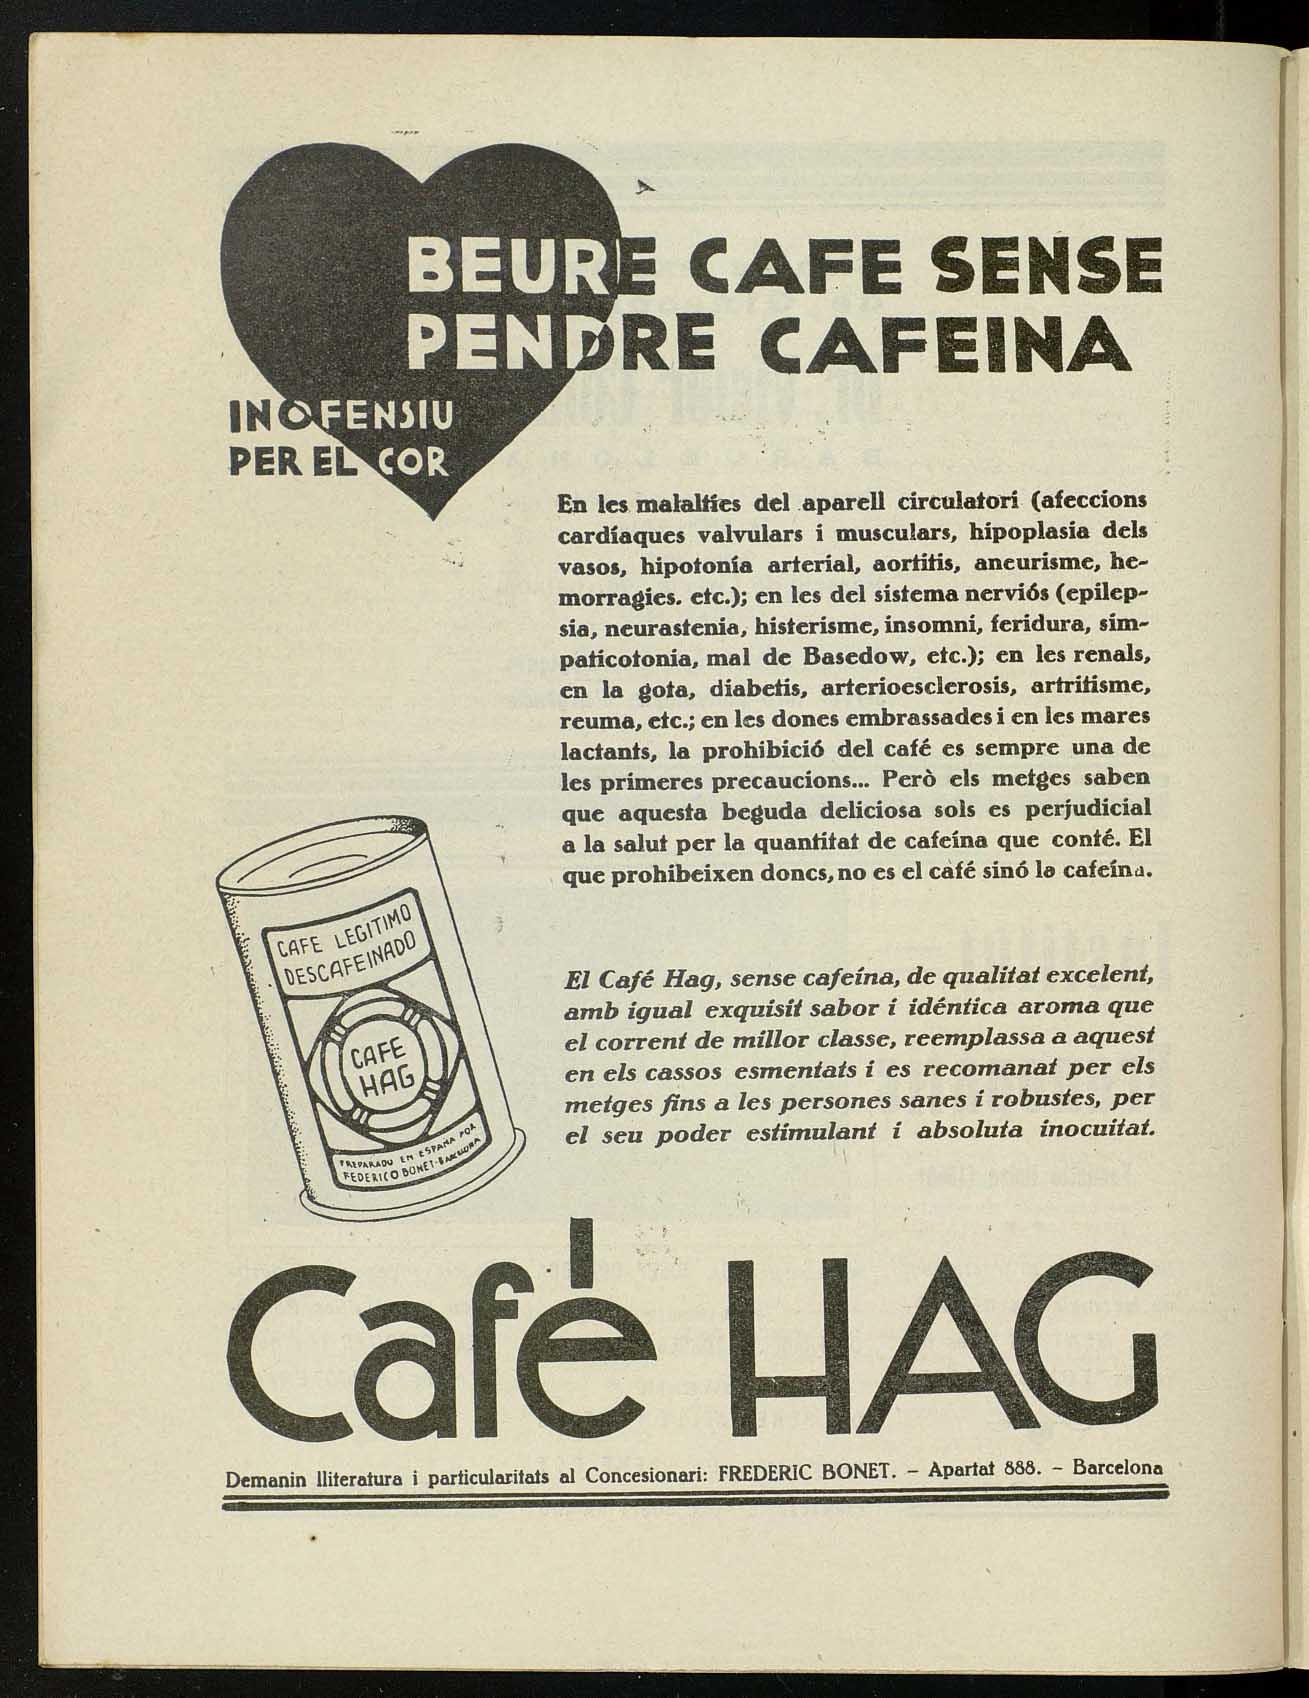 BEURE CAFE SENSE
PENDRE CAFEINA
INOFENSIU
PER EL COR
En les malalties del aparell circulatori (afeccions
cardíaques valvulars i musculars, hipoplasia dels
vasos, hipotonía arterial, aortitis, aneurisme, he-
morragies. etc.); en les del sistema nerviós (epilep-
sia, neurastenia, histerisme, insomni, feridura, sim-
paticotonia, mal de Basedow, etc.); en les renals,
en la gota, diabetis, arterioesclerosis, artritisme,
reuma, etc.; en les dones embrassades i en les mares
lactants, la prohibició del café es sempre una de
les primeres precaucions... Però els metges saben
que aquesta beguda deliciosa sols es perjudicial
a la salut per la quantitat de cafeína que conté. El
que prohibeixen doncs, no es el café sinó la cafeína.
El Café Hag, sense cafeína, de qualitat excelent,
amb igual exquisit sabor i idéntica aroma que
el corrent de millor classe, reemplassa a aquest
en els cassos esmentats i es recomanat per els
metges fins a les persones sanes i robustes, per
el seu poder estimulant i absoluta inocuitat.
CAFE LEGITIMO
DESCAFEINADO
CAFE
HAG
PREPARADO EN ESPAÑA POR
FEDERICO BONET-BARCELONA
Café HAG
Demanin lliteratura i particularitats al Concesionari: FREDERIC BONET. - Apartat 888. - Barcelona